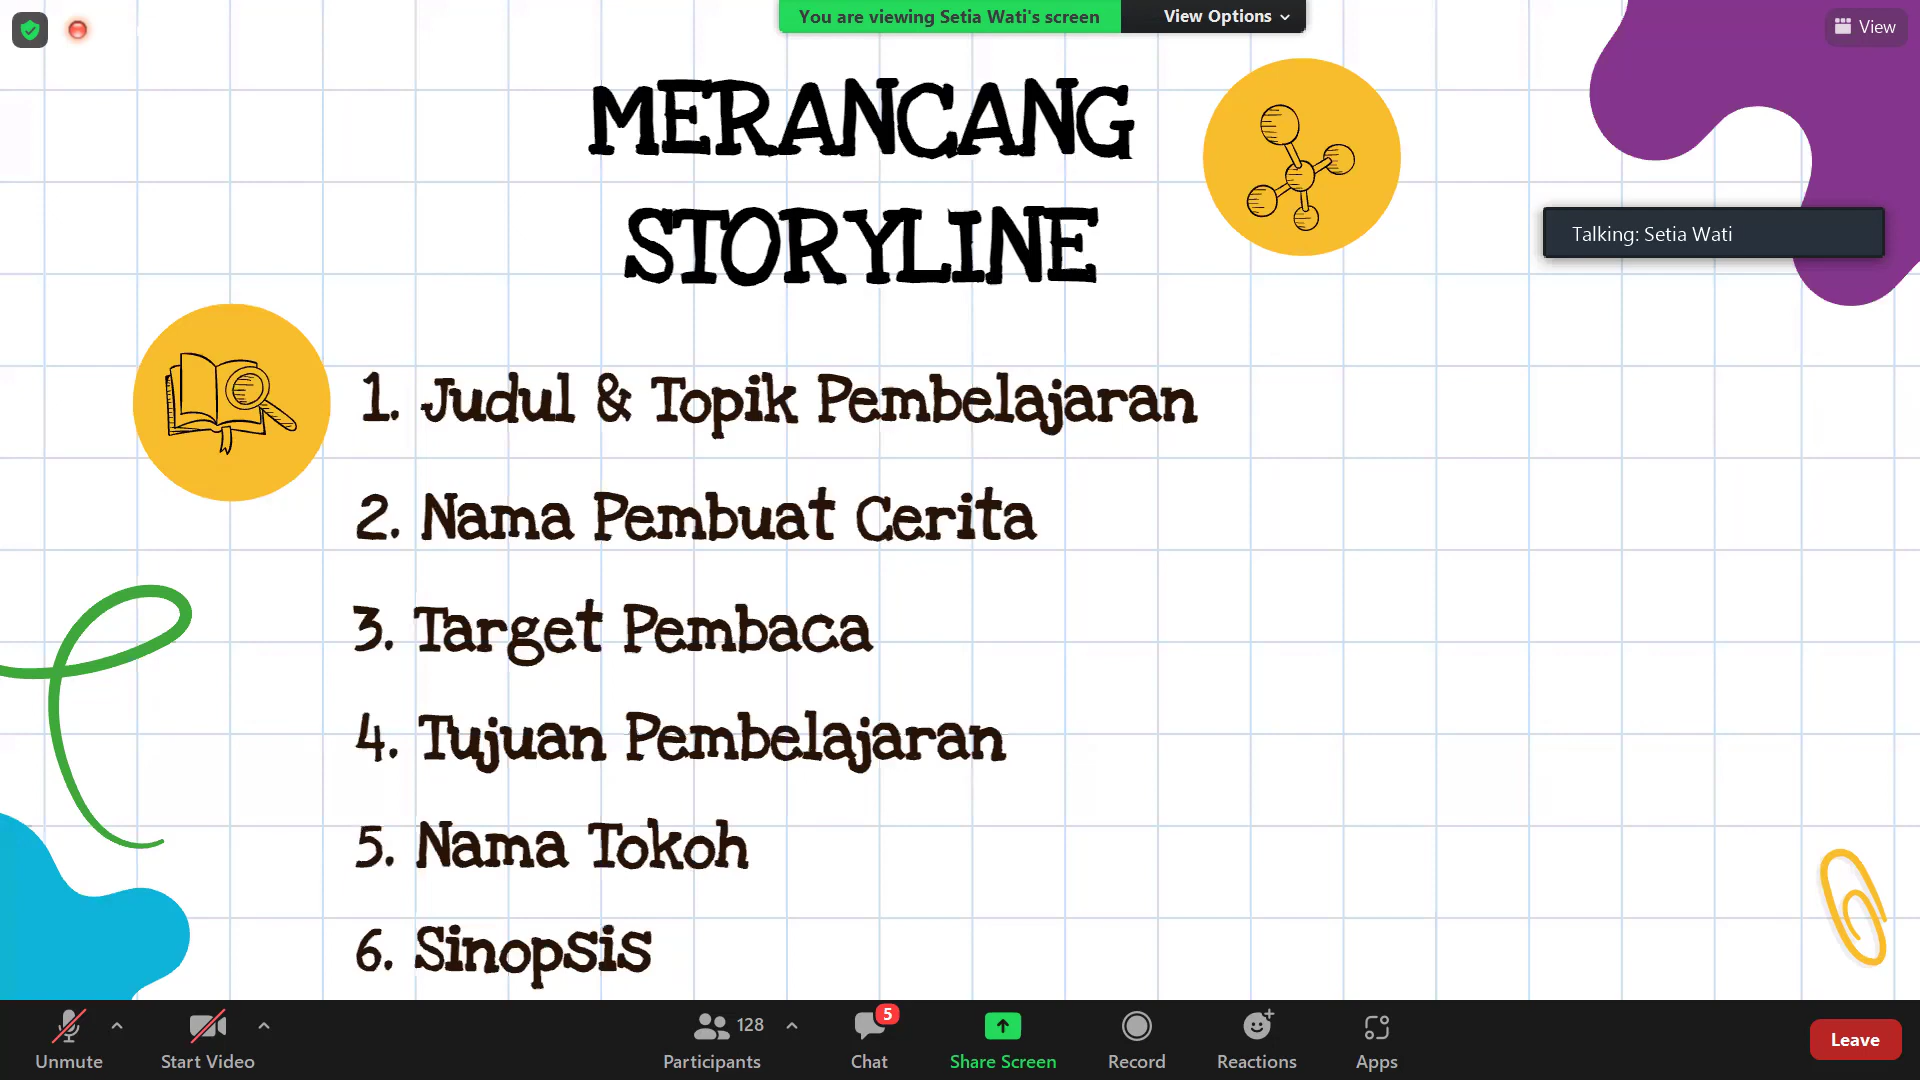 You are viewing Setia Wati's screen
View Options
View
MERANCANG
STORYLINE
Talking: Setia Wati
1. Judul & Topik Pembelajaran
2. Nama Pembuat Cerita
3. Target Pembaca
4. Tujuan Pembelajaran
5. Nama Tokoh
6. Sinopsis
Unmute
Start Video
128
Participants
5
Chat
Share Screen
Record
Reactions
Apps
Leave